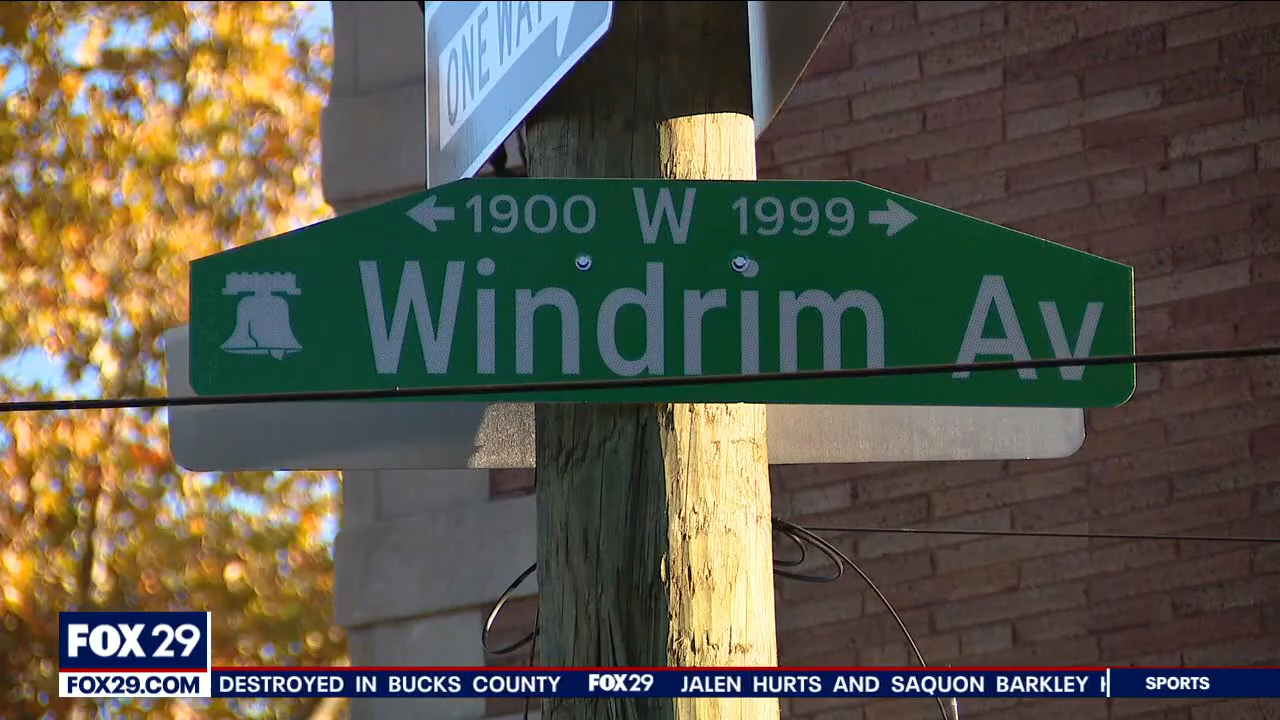 ONE WAY
1900 W 1999
Windrim Av
FOX 29
FOX29.COM
DESTROYED IN BUCKS COUNTY FOX29 JALEN HURTS AND SAQUON BARKLEY
SPORTS